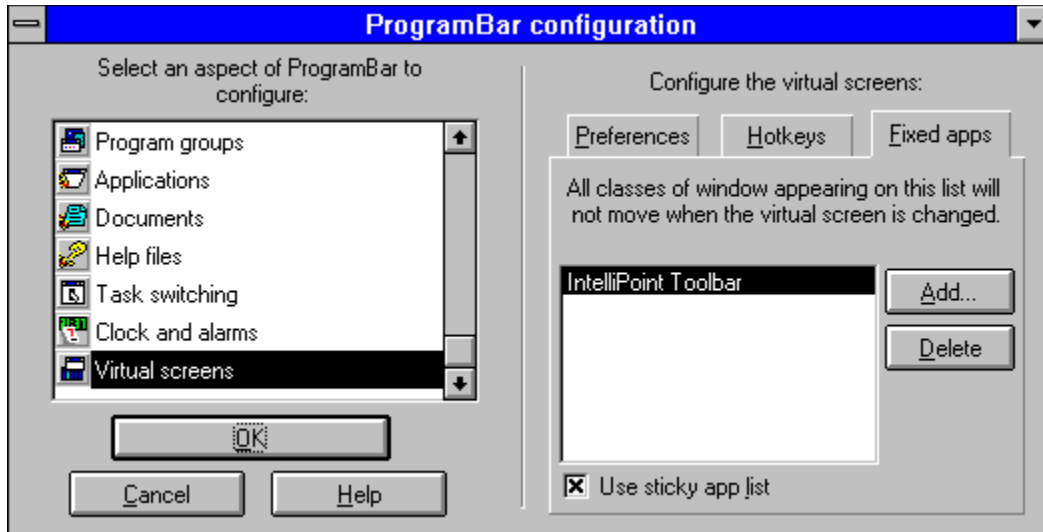 ProgramBar configuration
Select an aspect of ProgramBar to
configure:
Program groups
Applications
Documents
Help files
Task switching
Clock and alarms
Virtual screens
OK
Cancel
Help
Configure the virtual screens:
Preferences
Hotkeys
Fixed apps
All classes of window appearing on this list will
not move when the virtual screen is changed.
IntelliPoint Toolbar
Add...
Delete
Use sticky app list